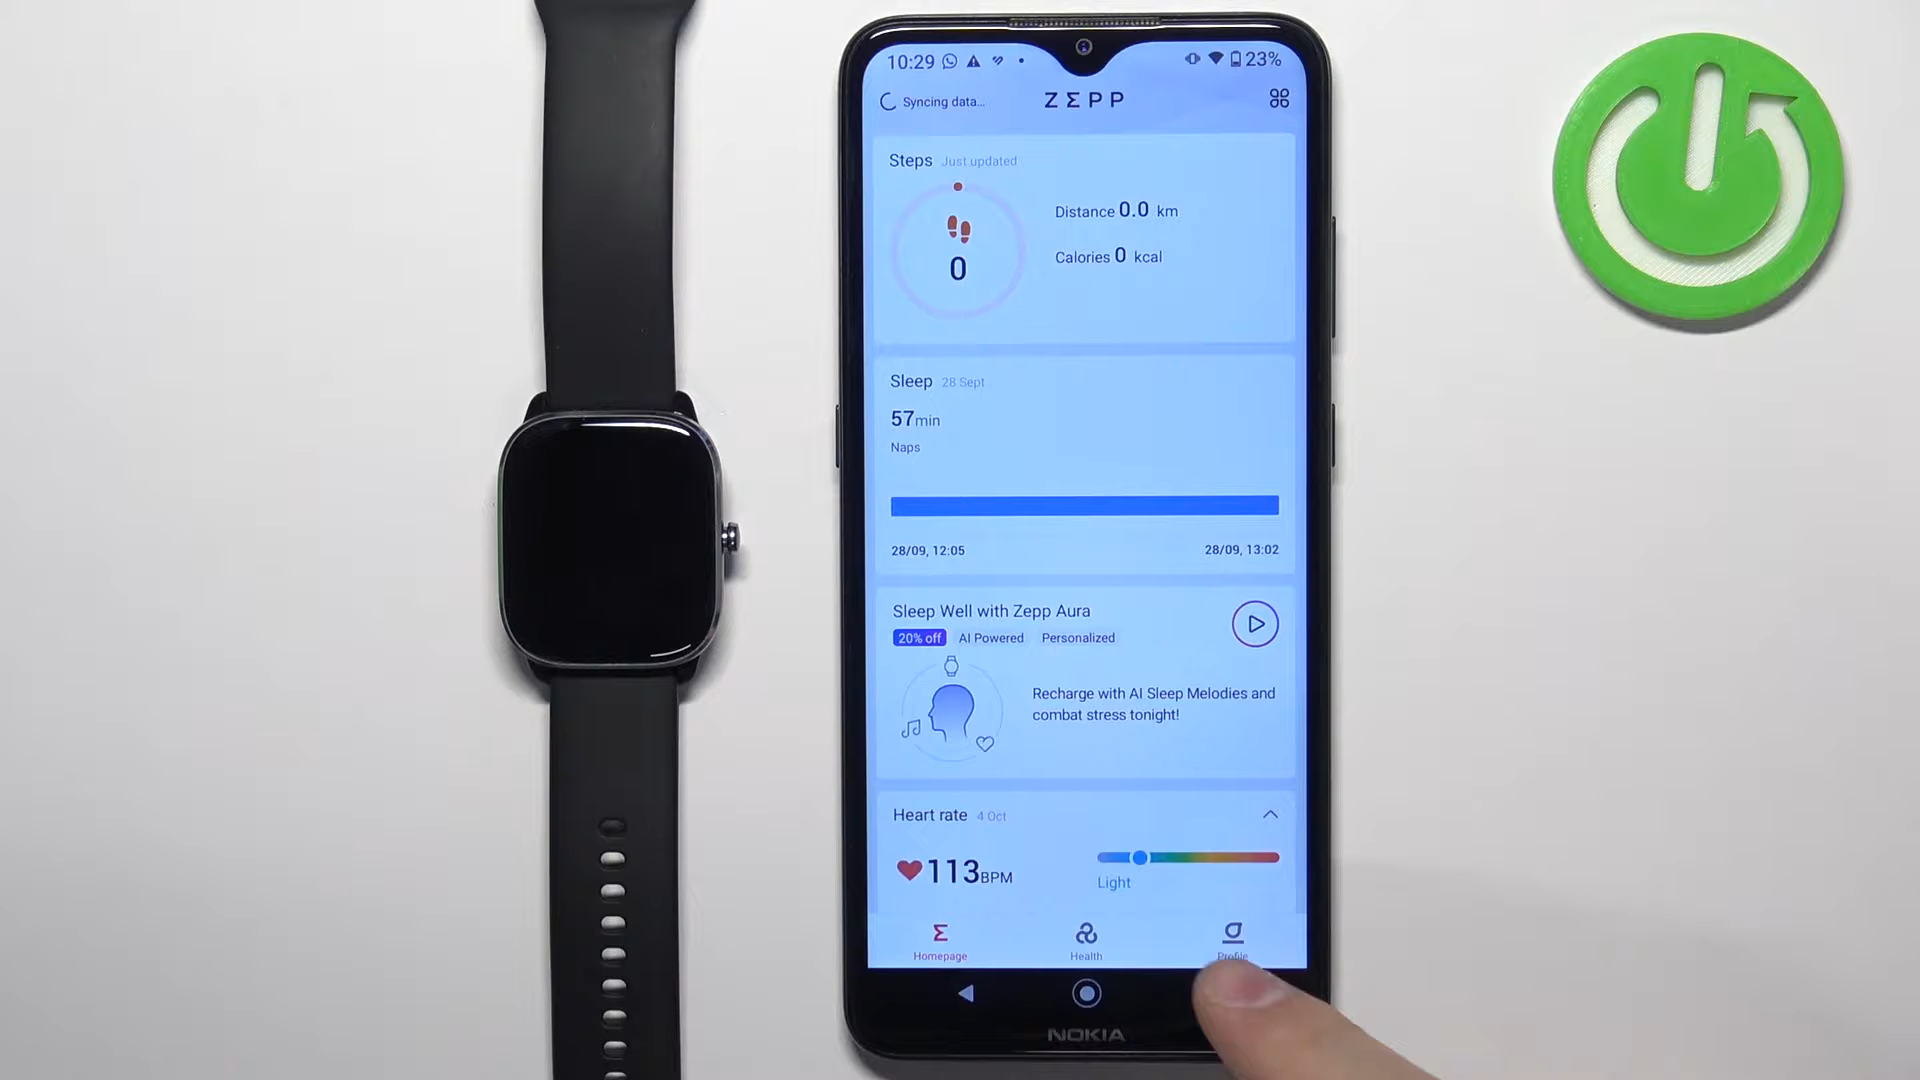 10:29 23%
Syncing data... ZΣPP
Steps Just updated
0
Distance 0.0 km
Calories 0 kcal
Sleep 28 Sept
57min
Naps
28/09, 12:05 28/09, 13:02
Sleep Well with Zepp Aura
20% off AI Powered Personalized
Recharge with AI Sleep Melodies and
combat stress tonight!
Heart rate 4 Oct
113BPM
Light
Homepage Health Profile
NOKIA